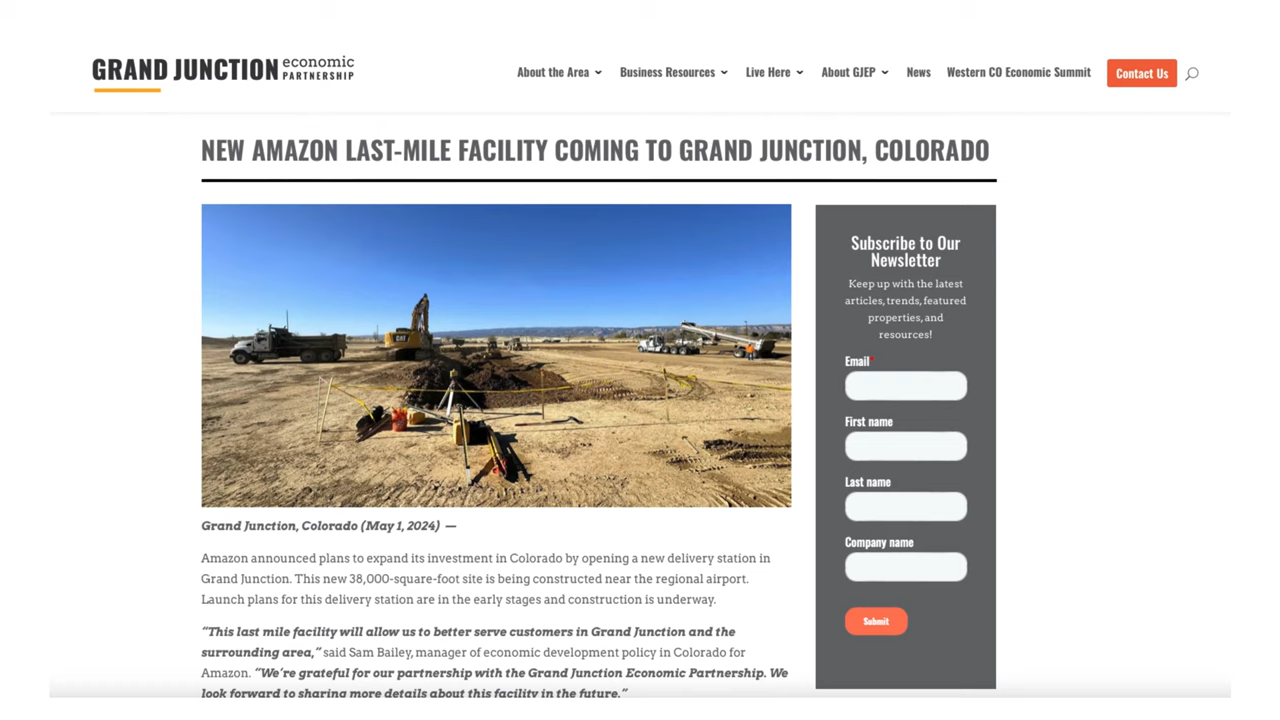 GRAND JUNCTION economic PARTNERSHIP
About the Area Business Resources Live Here About GJEP News Western CO Economic Summit Contact Us
NEW AMAZON LAST-MILE FACILITY COMING TO GRAND JUNCTION, COLORADO
CAT
Grand Junction, Colorado (May 1, 2024) —
Amazon announced plans to expand its investment in Colorado by opening a new delivery station in
Grand Junction. This new 38,000-square-foot site is being constructed near the regional airport.
Launch plans for this delivery station are in the early stages and construction is underway.
“This last mile facility will allow us to better serve customers in Grand Junction and the
surrounding area,” said Sam Bailey, manager of economic development policy in Colorado for
Amazon. “We’re grateful for our partnership with the Grand Junction Economic Partnership. We
look forward to sharing more details about this facility in the future.”
Subscribe to Our
Newsletter
Keep up with the latest
articles, trends, featured
properties, and
resources!
Email*
First name
Last name
Company name
Submit